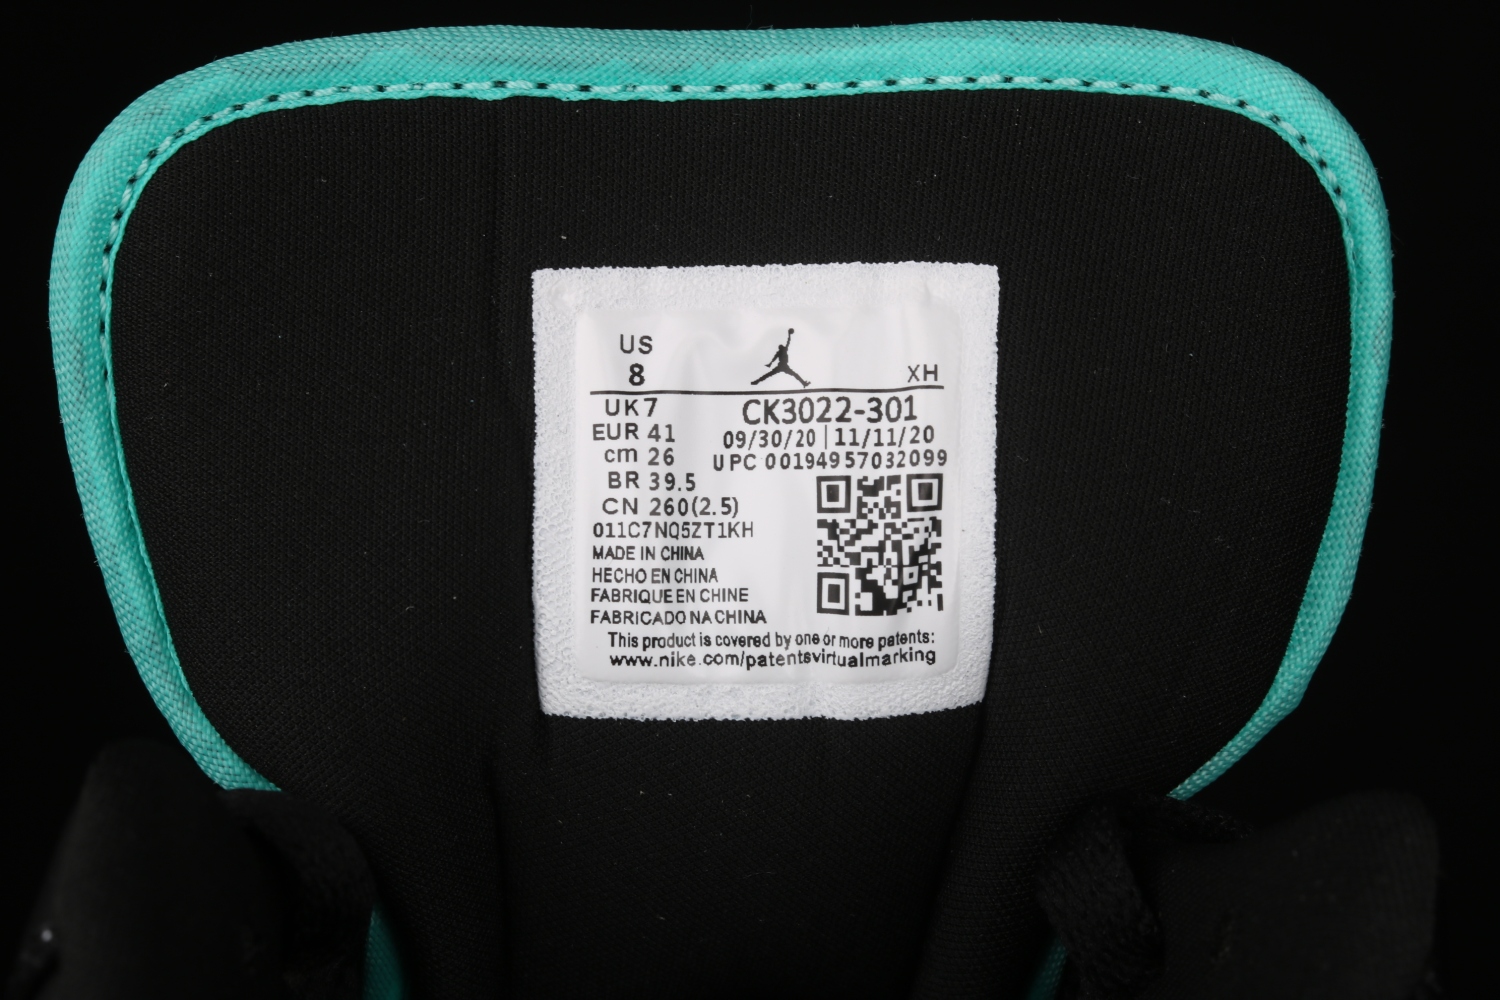 US
8
XH
UK 7
CK3022-301
EUR 41
09/30/20 | 11/11/20
cm 26
UPC 00194957032099
BR 39.5
CN 260(2.5)
011C7NQ5ZT1KH
MADE IN CHINA
HECHO EN CHINA
FABRIQUE EN CHINE
FABRICADO NA CHINA
This product is covered by one or more patents:
www.nike.com/patentsvirtualmarking